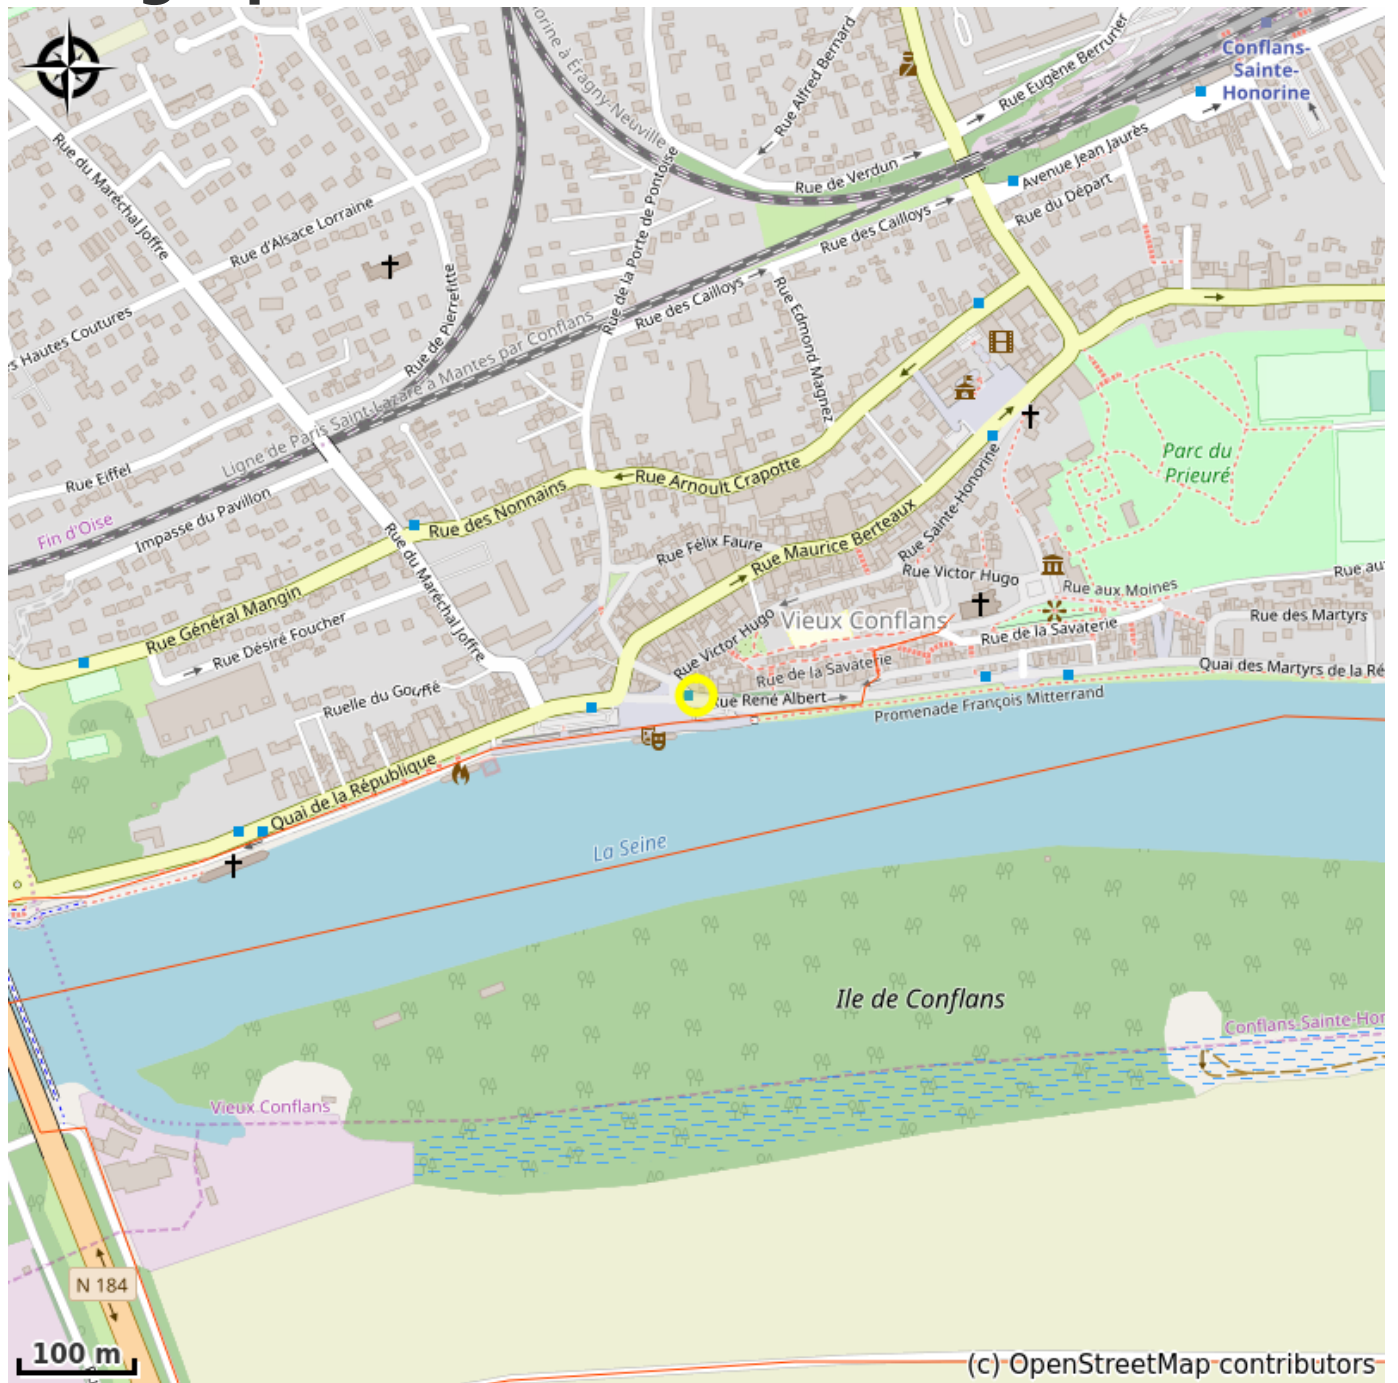 Conflans-
Sainte-
Honorine
Rue Eugène Berrurier
Rue Alfred Bernard
orine à Éragny-Neuville
Rue de Verdun
Avenue Jean Jaurès
Rue du Départ
Rue du Maréchal Joffre
Rue d'Alsace Lorraine
Rue de la Porte de Pontoise
Rue des Cailloys
Rue des Cailloys
Rue de Pierrefitte
Rue Edmond Magnez
s Hautes Coutures
Ligne de Paris Saint-Lazare à Mantes par Conflans
Parc du
Prieuré
Rue Eiffel
Rue Arnoult Crapotte
Rue des Nonnains
Impasse du Pavillon
Fin d'Oise
Rue du Maréchal Joffre
Rue Sainte-Honorine
Rue Maurice Berteaux
Rue Félix Faure
Rue Victor Hugo
Rue aux Moines
Rue au
Rue Général Mangin
Rue Désiré Foucher
Rue des Martyrs
Vieux Conflans
Rue de la Savaterie
Rue Victor Hugo
Rue de la Savaterie
Quai des Martyrs de la Ré
Ruelle du Gouffé
Rue René Albert
Promenade François Mitterrand
Quai de la République
La Seine
Ile de Conflans
Conflans-Sainte-Hor
Vieux Conflans
N 184
100 m
(c) OpenStreetMap contributors